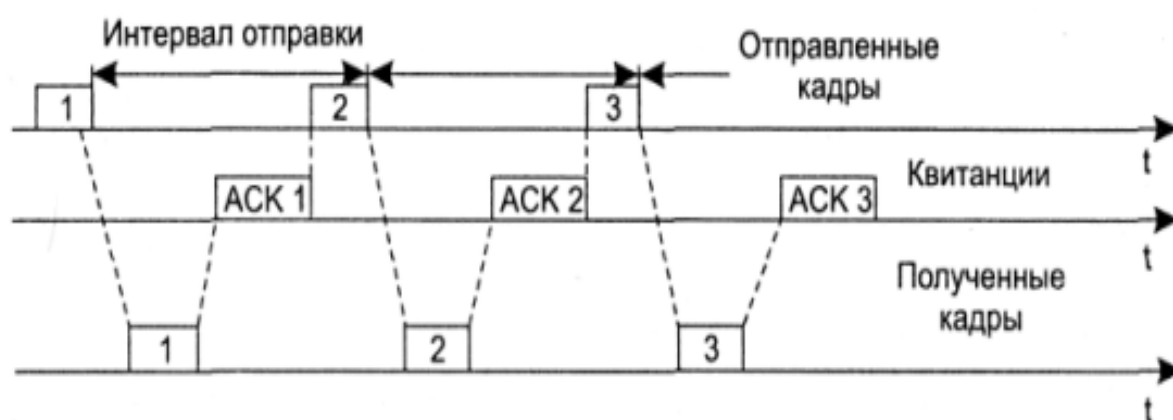 Интервал отправки
Отправленные
кадры
1 2 3
t
Квитанции
ACK 1 ACK 2 ACK 3
t
Полученные
кадры
1 2 3
t